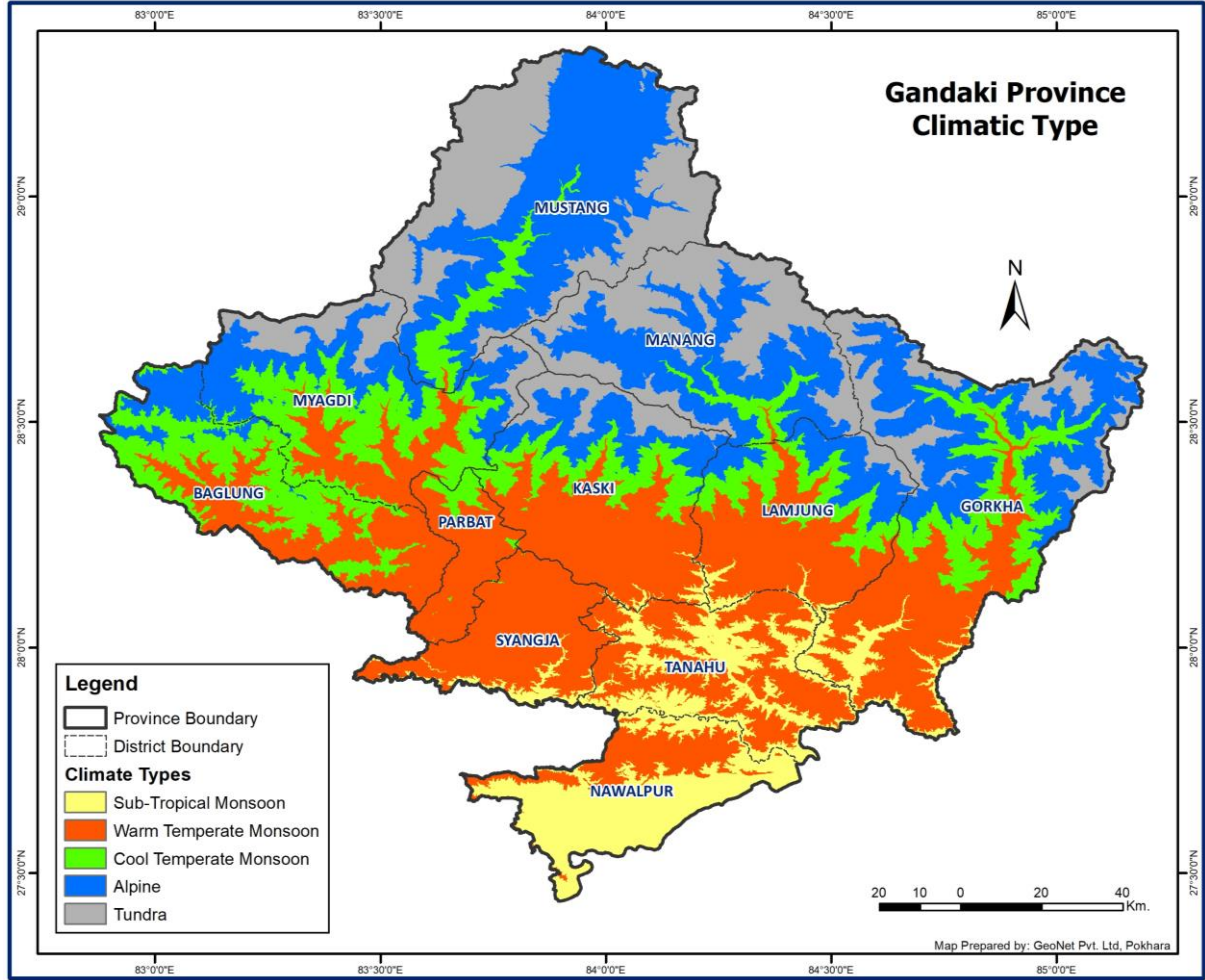 83°0'0"E 83°30'0"E 84°0'0"E 84°30'0"E 85°0'0"E
Gandaki Province
Climatic Type
29°0'0"N
29°0'0"N
MUSTANG
N
MANANG
28°30'0"N
28°30'0"N
MYAGDI
BAGLUNG
KASKI
PARBAT
LAMJUNG
GORKHA
28°0'0"N
28°0'0"N
SYANGJA
TANAHU
NAWALPUR
27°30'0"N
27°30'0"N
Legend
Province Boundary
District Boundary
Climate Types
Sub-Tropical Monsoon
Warm Temperate Monsoon
Cool Temperate Monsoon
Alpine
Tundra
20 10 0 20 40
Km.
Map Prepared by: GeoNet Pvt. Ltd, Pokhara
83°0'0"E 83°30'0"E 84°0'0"E 84°30'0"E 85°0'0"E